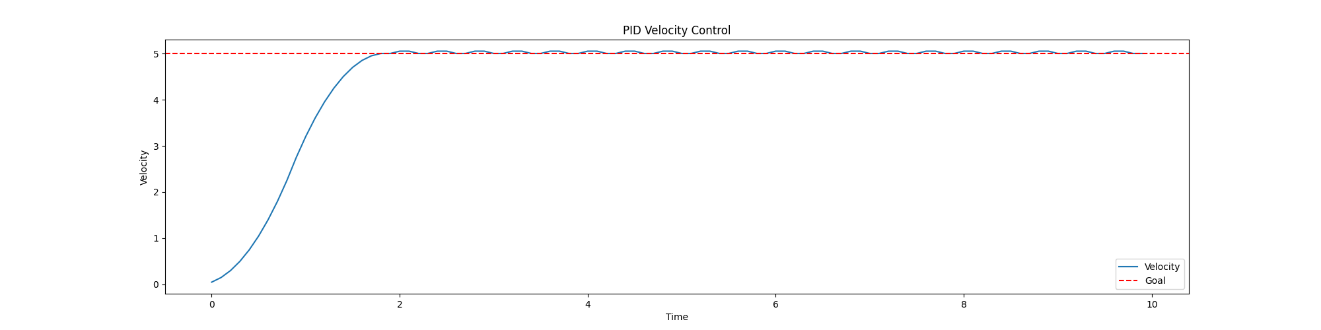 PID Velocity Control
5
4
3
2
1
0
Velocity
0 2 4 6 8 10
Time
Velocity
Goal